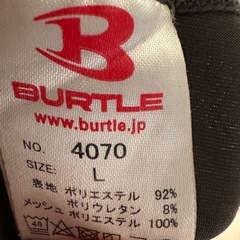 BURTLE
www.burtle.jp
NO. 4070
SIZE: L
表地 ポリエステル 92%
ポリウレタン 8%
メッシュ ポリエステル 100%
40